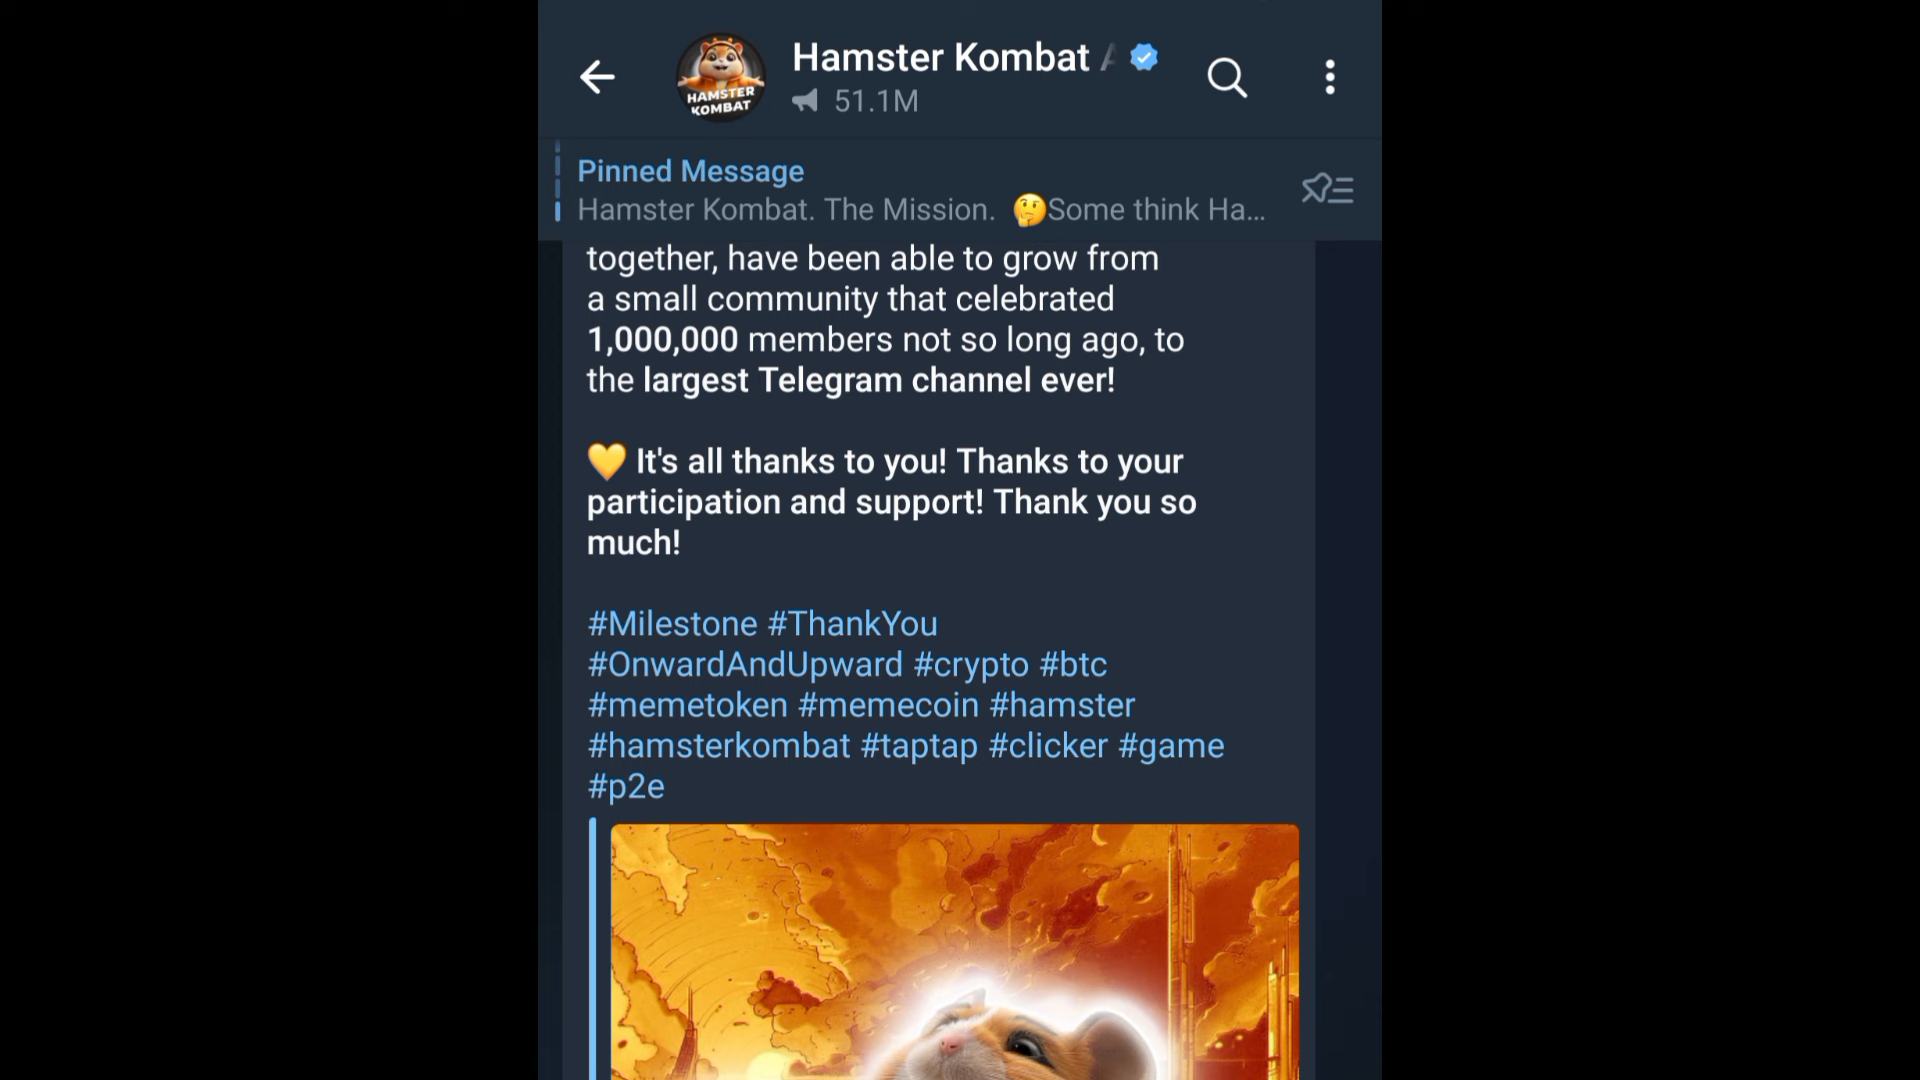 Hamster Kombat
51.1M
HAMSTER
KOMBAT
Pinned Message
Hamster Kombat. The Mission. 🤔Some think Ha...
together, have been able to grow from
a small community that celebrated
1,000,000 members not so long ago, to
the largest Telegram channel ever!
💛 It's all thanks to you! Thanks to your
participation and support! Thank you so
much!
#Milestone #ThankYou
#OnwardAndUpward #crypto #btc
#memetoken #memecoin #hamster
#hamsterkombat #taptap #clicker #game
#p2e